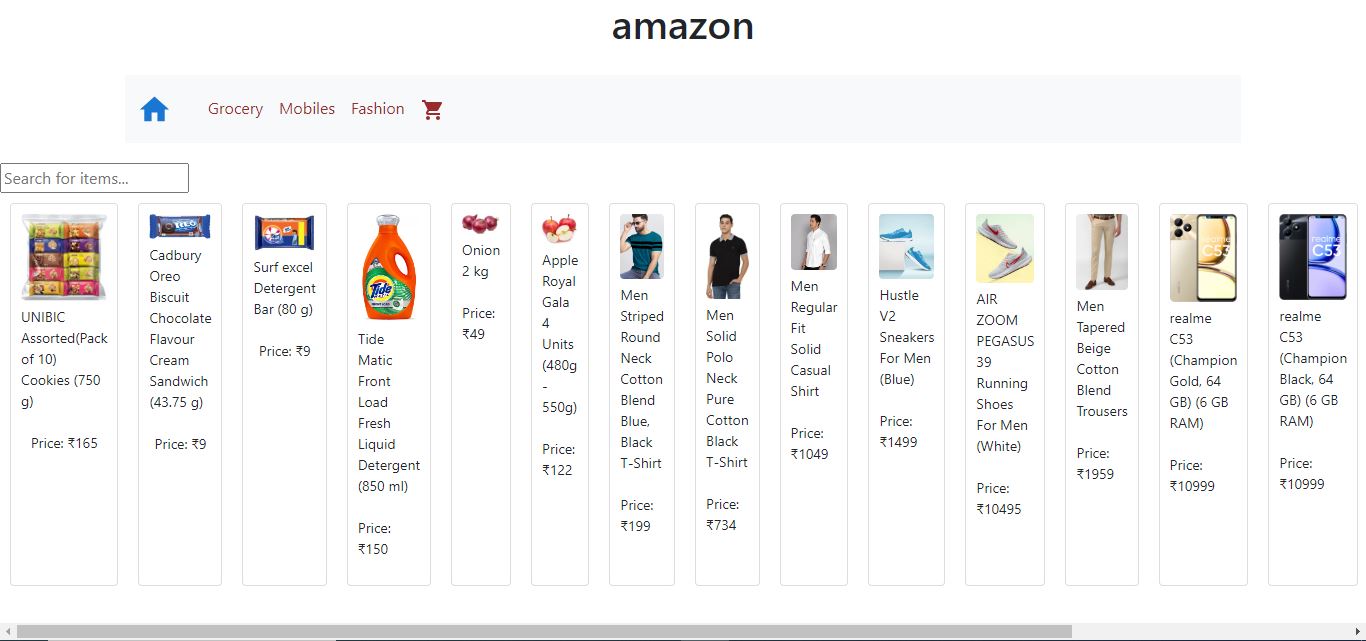 amazon
Grocery
Mobiles
Fashion
Search for items...
UNIBIC
Assorted(Pack
of 10)
Cookies (750
g)
Price: ₹165
OREO
Cadbury
Oreo
Biscuit
Chocolate
Flavour
Cream
Sandwich
(43.75 g)
Price: ₹9
Surf excel
Detergent
Bar (80 g)
Price: ₹9
Tide
Tide
Matic
Front
Load
Fresh
Liquid
Detergent
(850 ml)
Price:
₹150
Onion
2 kg
Price:
₹49
Apple
Royal
Gala
4
Units
(480g
-
550g)
Price:
₹122
Men
Striped
Round
Neck
Cotton
Blend
Blue,
Black
T-Shirt
Price:
₹199
Men
Solid
Polo
Neck
Pure
Cotton
Black
T-Shirt
Price:
₹734
Men
Regular
Fit
Solid
Casual
Shirt
Price:
₹1049
Hustle
V2
Sneakers
For Men
(Blue)
Price:
₹1499
AIR
ZOOM
PEGASUS
39
Running
Shoes
For Men
(White)
Price:
₹10495
Men
Tapered
Beige
Cotton
Blend
Trousers
Price:
₹1959
realme
C53
realme
C53
(Champion
Gold, 64
GB) (6 GB
RAM)
Price:
₹10999
realme
C53
realme
C53
(Champion
Black, 64
GB) (6 GB
RAM)
Price:
₹10999